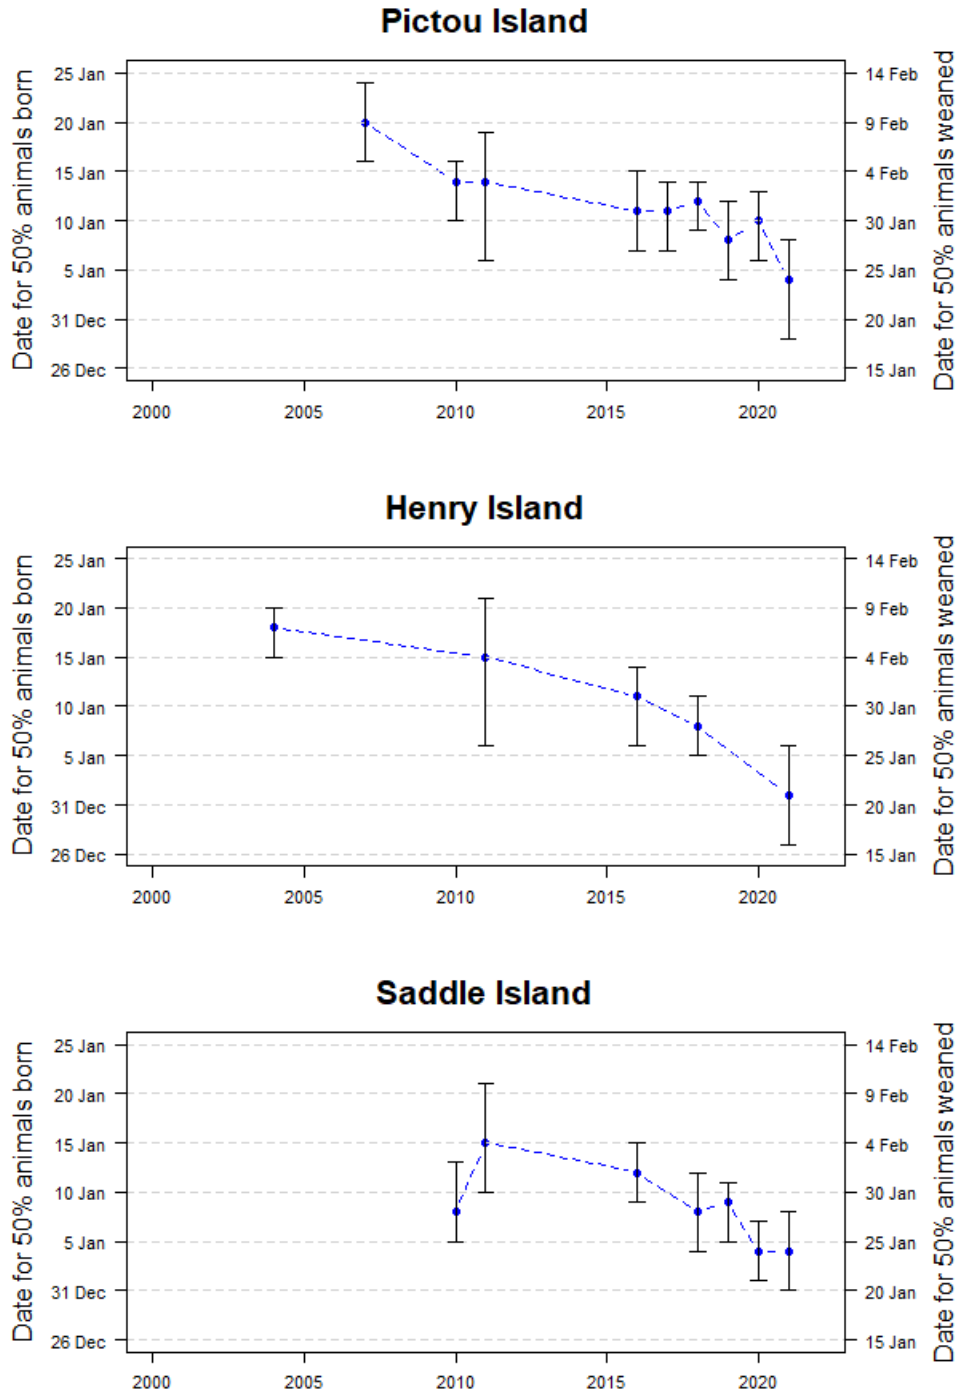 Pictou Island
Date for 50% animals born
25 Jan
20 Jan
15 Jan
10 Jan
5 Jan
31 Dec
26 Dec
14 Feb
9 Feb
4 Feb
30 Jan
25 Jan
20 Jan
15 Jan
Date for 50% animals weaned
2000 2005 2010 2015 2020
Henry Island
Date for 50% animals born
25 Jan
20 Jan
15 Jan
10 Jan
5 Jan
31 Dec
26 Dec
14 Feb
9 Feb
4 Feb
30 Jan
25 Jan
20 Jan
15 Jan
Date for 50% animals weaned
2000 2005 2010 2015 2020
Saddle Island
Date for 50% animals born
25 Jan
20 Jan
15 Jan
10 Jan
5 Jan
31 Dec
26 Dec
14 Feb
9 Feb
4 Feb
30 Jan
25 Jan
20 Jan
15 Jan
Date for 50% animals weaned
2000 2005 2010 2015 2020